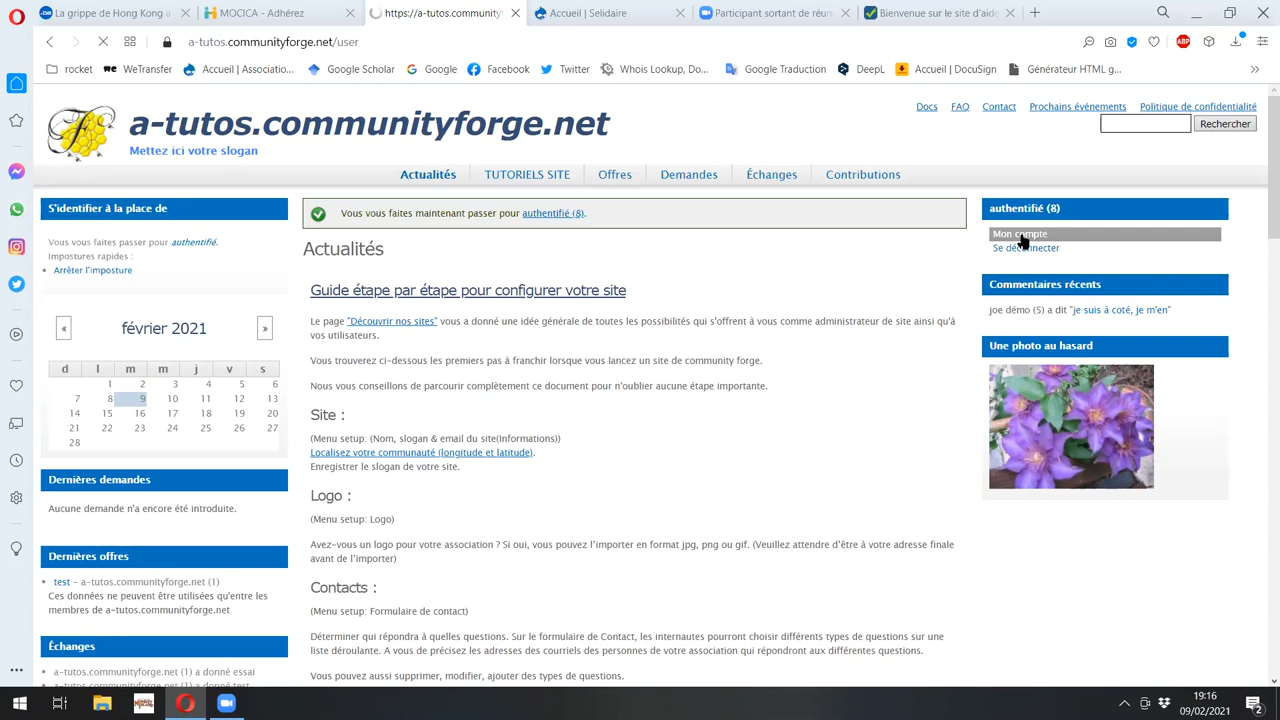 La grippe de Hong Kong a
MOCICA - Adhérez
https://a-tutos.community
Accueil | Selidaire
Participant sortant de réun
Bienvenue sur le site d'aide
a-tutos.communityforge.net/user
ABP
rocket
WeTransfer
Accueil | Associatio...
Google Scholar
Google
Facebook
Twitter
Whois Lookup, Do...
Google Traduction
DeepL
Accueil | DocuSign
Générateur HTML g...
Docs
FAQ
Contact
Prochains événements
Politique de confidentialité
a-tutos.communityforge.net
Mettez ici votre slogan
Rechercher
Actualités
TUTORIELS SITE
Offres
Demandes
Échanges
Contributions
S'identifier à la place de
Vous vous faites passer pour authentifié.
Impostures rapides :
Arrêter l'imposture
« février 2021 »
d l m m j v s
1 2 3 4 5 6
7 8 9 10 11 12 13
14 15 16 17 18 19 20
21 22 23 24 25 26 27
28
Dernières demandes
Aucune demande n'a encore été introduite.
Dernières offres
test – a-tutos.communityforge.net (1)
Ces données ne peuvent être utilisées qu'entre les
membres de a-tutos.communityforge.net
Échanges
a-tutos.communityforge.net (1) a donné essai
a-tutos.communityforge.net (1) a donné test
Vous vous faites maintenant passer pour authentifié (8).
Actualités
Guide étape par étape pour configurer votre site
Le page "Découvrir nos sites" vous a donné une idée générale de toutes les possibilités qui s'offrent à vous comme administrateur de site ainsi qu'à
vos utilisateurs.
Vous trouverez ci-dessous les premiers pas à franchir lorsque vous lancez un site de community forge.
Nous vous conseillons de parcourir complètement ce document pour n'oublier aucune étape importante.
Site :
(Menu setup: (Nom, slogan & email du site(Informations))
Localisez votre communauté (longitude et latitude).
Enregistrer le slogan de votre site.
Logo :
(Menu setup: Logo)
Avez-vous un logo pour votre association ? Si oui, vous pouvez l'importer en format jpg, png ou gif. (Veuillez attendre d'être à votre adresse finale
avant de l'importer)
Contacts :
(Menu setup: Formulaire de contact)
Déterminer qui répondra à quelles questions. Sur le formulaire de Contact, les internautes pourront choisir différents types de questions sur une
liste déroulante. A vous de précisez les adresses des courriels des personnes de votre association qui répondront aux différentes questions.
Vous pouvez aussi supprimer, modifier, ajouter des types de questions.
authentifié (8)
Mon compte
Se déconnecter
Commentaires récents
joe démo (5) a dit "je suis à coté, je m'en"
Une photo au hasard
19:16
09/02/2021
2